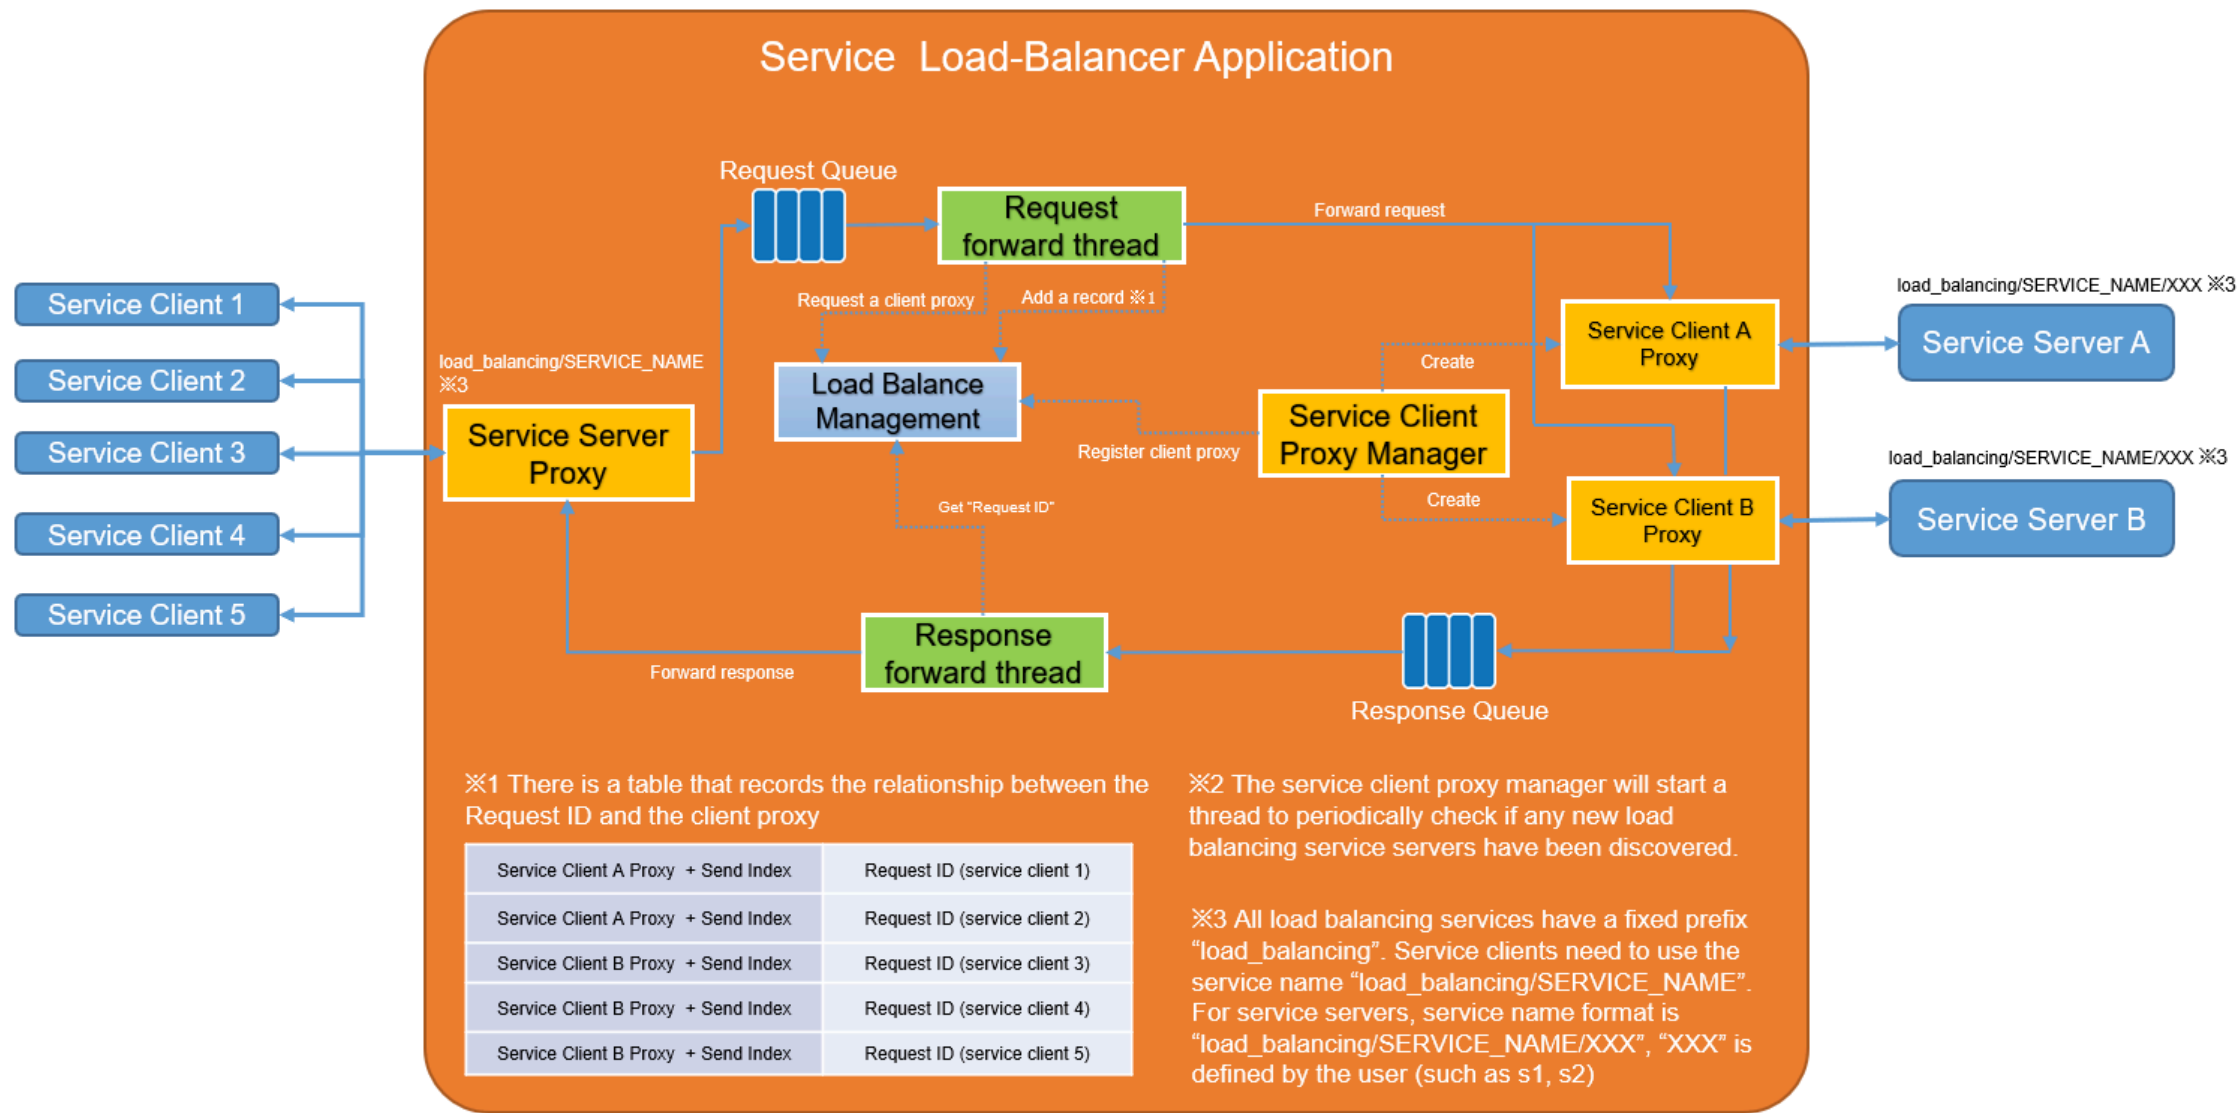 Service Load-Balancer Application
Request Queue
Request
forward thread
Forward request
Request a client proxy
Add a record ※1
Service Client 1
Service Client 2
Service Client 3
Service Client 4
Service Client 5
load_balancing/SERVICE_NAME
※3
Service Server
Proxy
Load Balance
Management
Create
Service Client
Proxy Manager
Register client proxy
Create
Service Client A
Proxy
Service Client B
Proxy
load_balancing/SERVICE_NAME/XXX ※3
Service Server A
load_balancing/SERVICE_NAME/XXX ※3
Service Server B
Get "Request ID"
Response
forward thread
Forward response
Response Queue
※1 There is a table that records the relationship between the
Request ID and the client proxy
Service Client A Proxy + Send Index Request ID (service client 1)
Service Client A Proxy + Send Index Request ID (service client 2)
Service Client B Proxy + Send Index Request ID (service client 3)
Service Client B Proxy + Send Index Request ID (service client 4)
Service Client B Proxy + Send Index Request ID (service client 5)
※2 The service client proxy manager will start a
thread to periodically check if any new load
balancing service servers have been discovered.
※3 All load balancing services have a fixed prefix
“load_balancing”. Service clients need to use the
service name “load_balancing/SERVICE_NAME”.
For service servers, service name format is
“load_balancing/SERVICE_NAME/XXX”, “XXX” is
defined by the user (such as s1, s2)